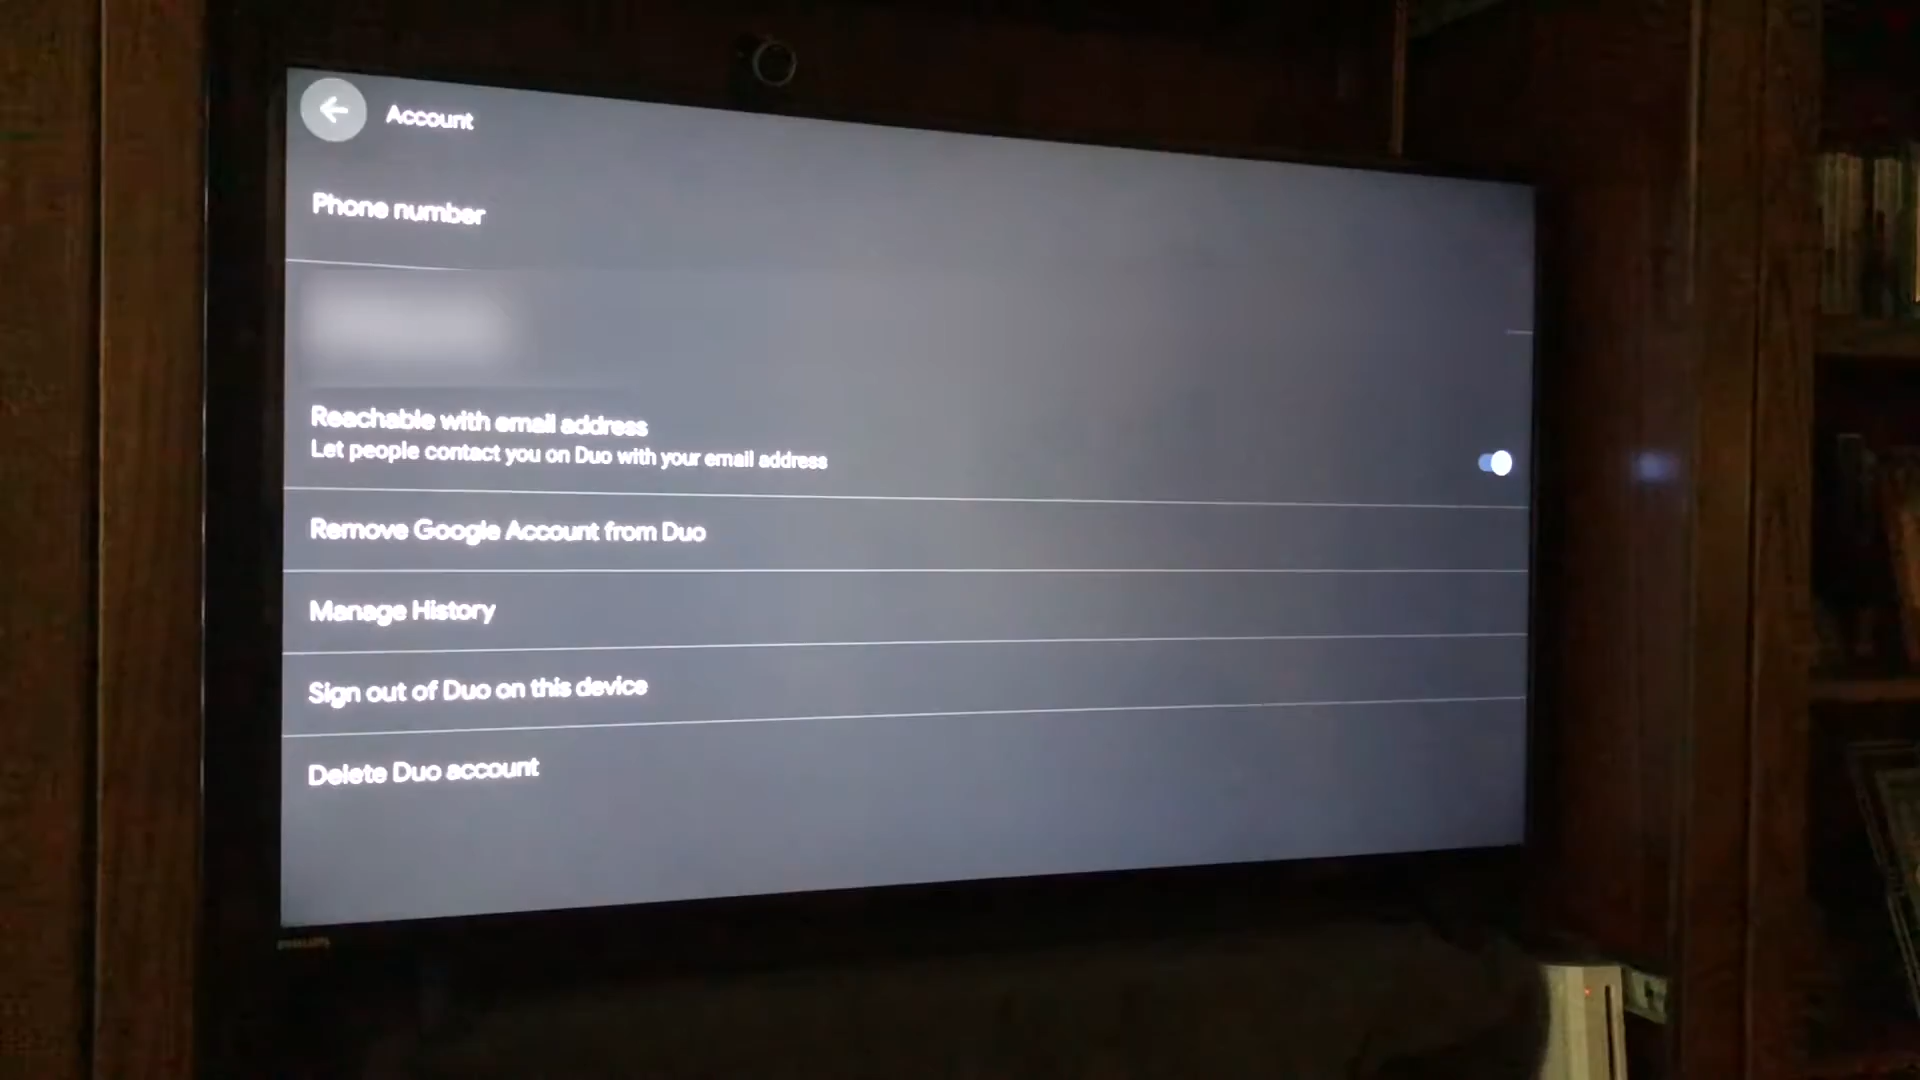 Account
Phone number
Reachable with email address
Let people contact you on Duo with your email address
Remove Google Account from Duo
Manage History
Sign out of Duo on this device
Delete Duo account
PHILIPS